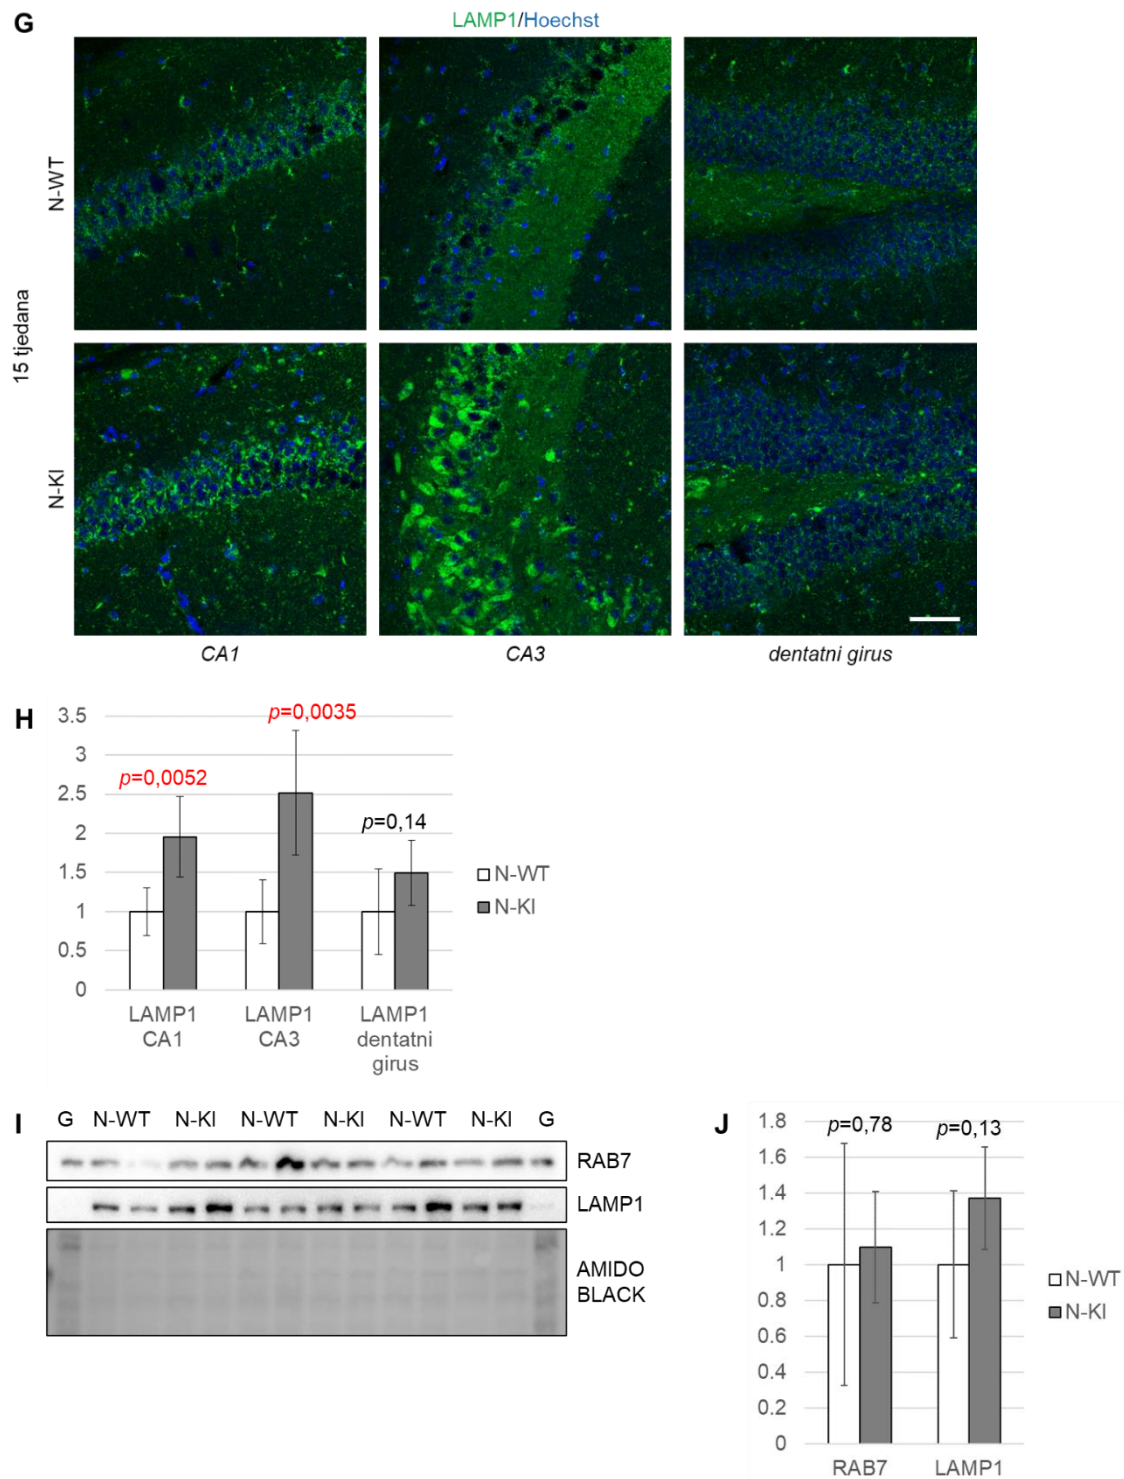 G
LAMP1/Hoechst
15 tjedana
N-WT
N-KI
CA1 CA3 dentatni girus
H
3.5
3
2.5
2
1.5
1
0.5
0
p=0,0052
p=0,0035
p=0,14
N-WT
N-KI
LAMP1 LAMP1 LAMP1
CA1 CA3 dentatni
girus
I
G N-WT N-KI N-WT N-KI N-WT N-KI G
RAB7
LAMP1
AMIDO
BLACK
J
1.8
1.6
1.4
1.2
1
0.8
0.6
0.4
0.2
0
p=0,78 p=0,13
N-WT
N-KI
RAB7 LAMP1